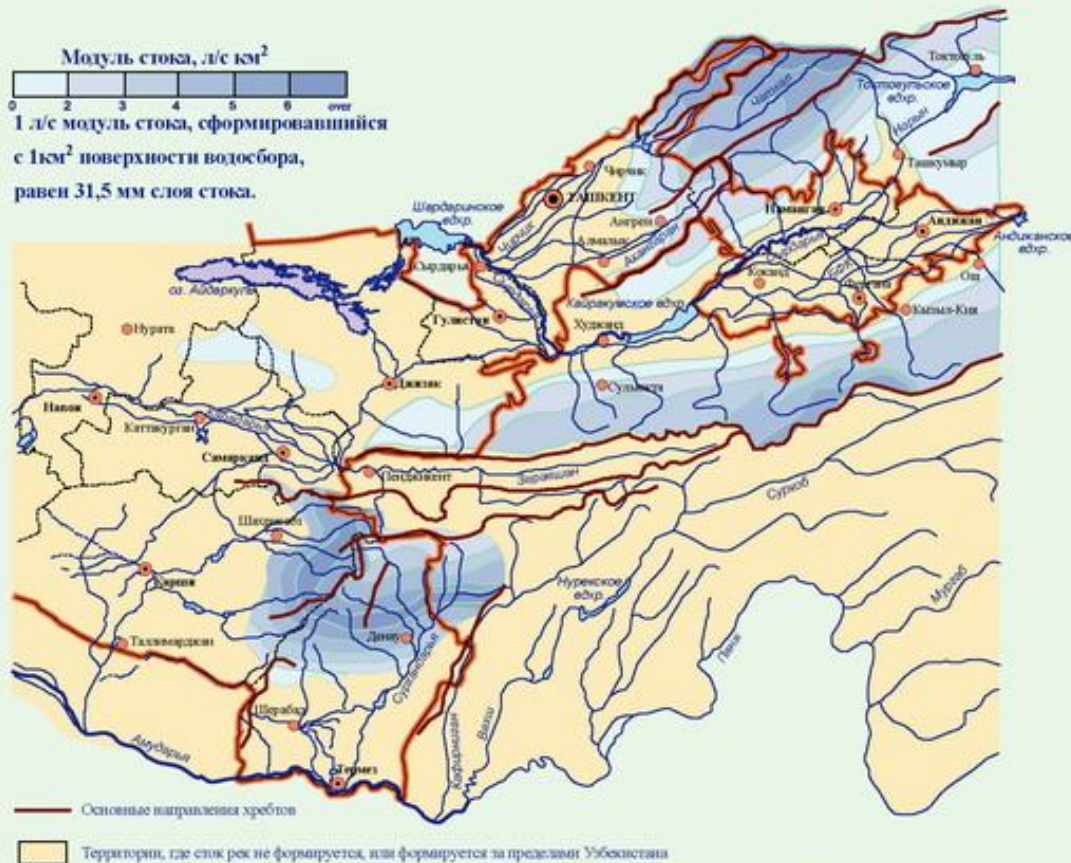 Модуль стока, л/с км²
0 2 3 5 6 over
1 л/с модуль стока, сформировавшийся
с 1км² поверхности водосбора,
равен 31,5 мм слоя стока.
Токтогуль
Токтогульское
вдхр.
Чаткал
Нарын
Ташкумыр
Чирчик
ТАШКЕНТ
Шардаринское
вдхр.
Чирчик
Ангрен
Наманган
Андижан
Андижанское
вдхр.
Алмалык
Ахангаран
Сырдарья
БФК
Ош
оз. Айдаркуль
Коканд
Фергана
Кайракумское вдхр.
Кызыл-Кия
Гулистан
Худжанд
Нурата
Джизак
Сулюкта
Навои
Каттакурган
Самарканд
Пенджикент
Зеравшан
Сурхоб
Шахрисабз
Карши
Нурекское
вдхр.
Мургаб
Таллимарджан
Денау
Пяндж
Сурхандарья
Шерабад
Кафирниган
Вахш
Амударья
Термез
Основные направления хребтов
Территории, где сток рек не формируется, или формируется за пределами Узбекистана